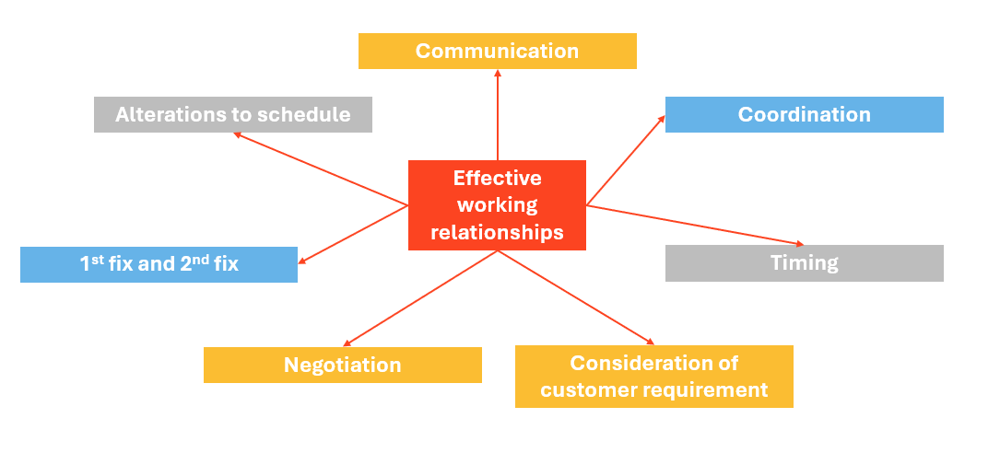 Communication
Alterations to schedule
Coordination
Effective
working
relationships
1st fix and 2nd fix
Timing
Negotiation
Consideration of
customer requirement